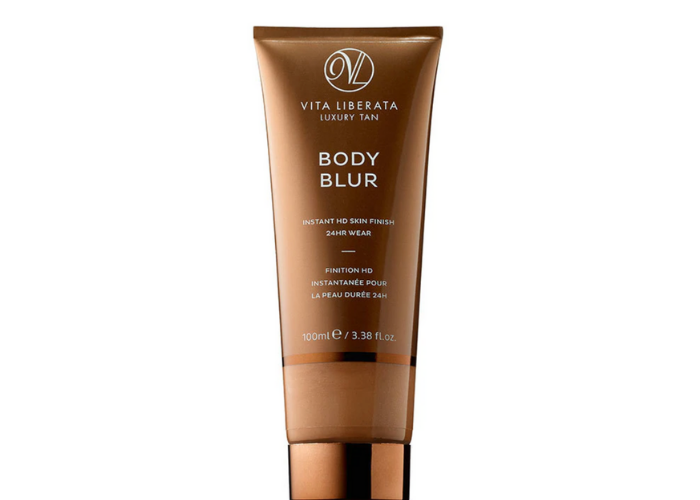 VL
VITA LIBERATA
LUXURY TAN
BODY
BLUR
INSTANT HD SKIN FINISH
24HR WEAR
FINITION HD
INSTANTANÉE POUR
LA PEAU DURÉE 24H
100ml ℮ / 3.38 fl.oz.